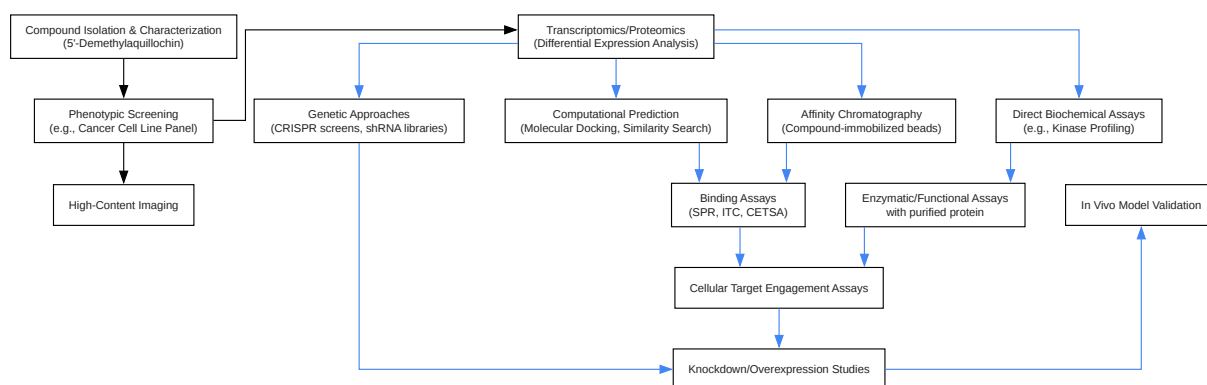 Compound Isolation & Characterization
(5'-Demethylaquillochin)
Transcriptomics/Proteomics
(Differential Expression Analysis)
Phenotypic Screening
(e.g., Cancer Cell Line Panel)
Genetic Approaches
(CRISPR screens, shRNA libraries)
Computational Prediction
(Molecular Docking, Similarity Search)
Affinity Chromatography
(Compound-immobilized beads)
Direct Biochemical Assays
(e.g., Kinase Profiling)
High-Content Imaging
Binding Assays
(SPR, ITC, CETSA)
Enzymatic/Functional Assays
with purified protein
In Vivo Model Validation
Cellular Target Engagement Assays
Knockdown/Overexpression Studies